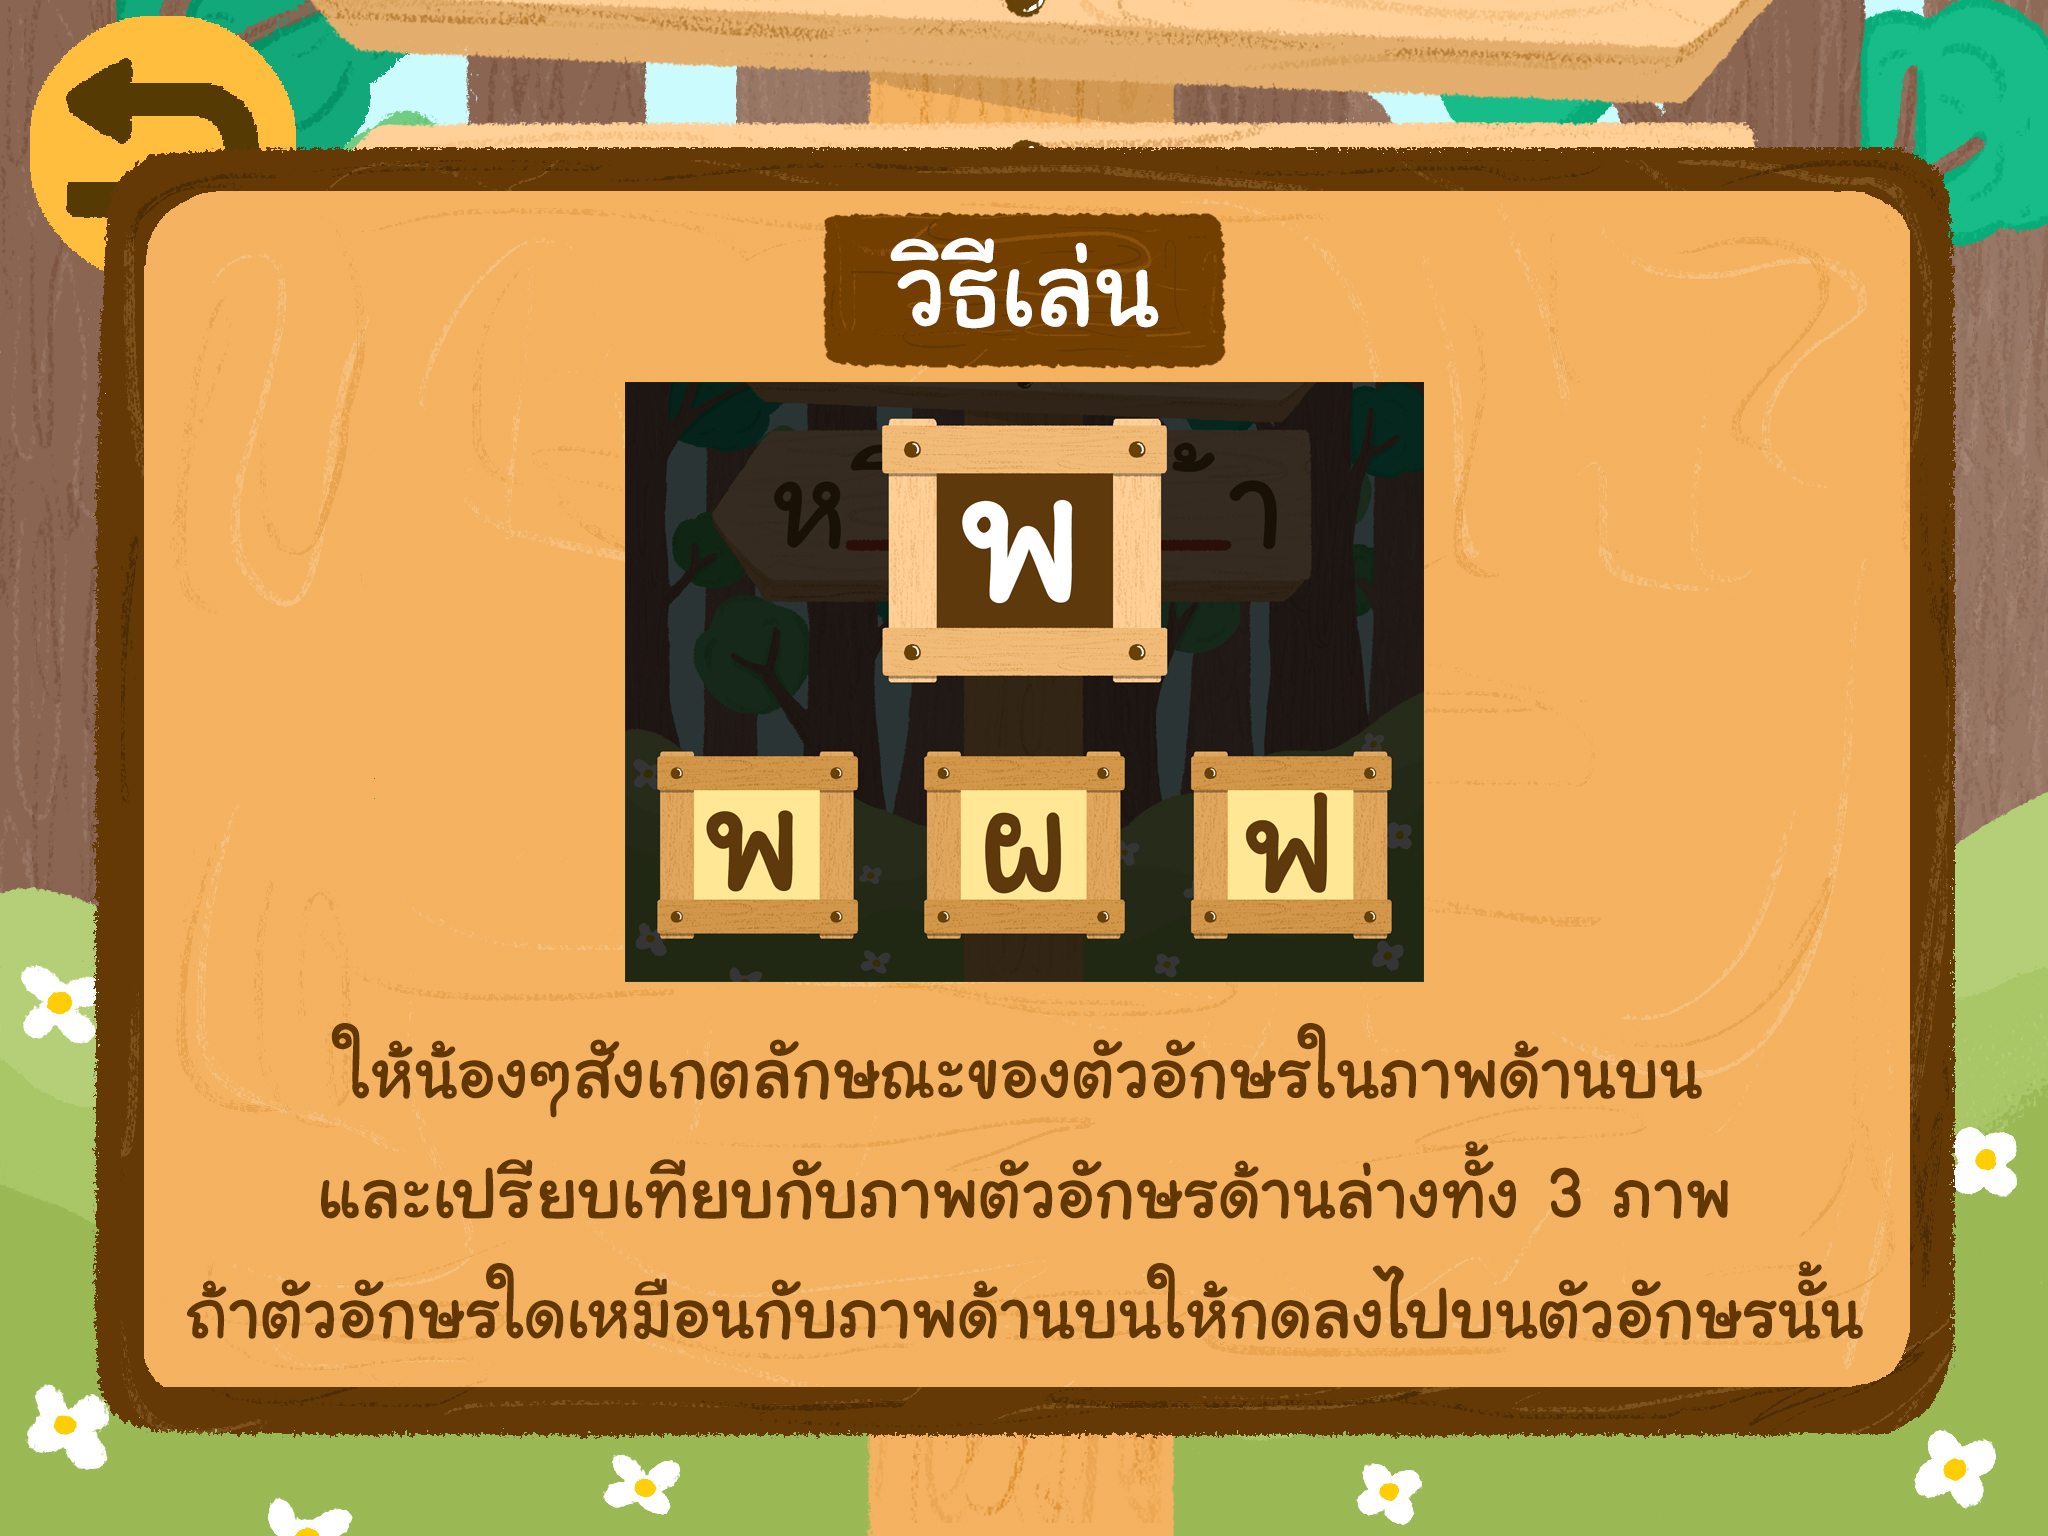 วิธีเล่น
ห า
พ
พ ผ ฟ
ให้น้องๆสังเกตลักษณะของตัวอักษรในภาพด้านบน
และเปรียบเทียบกับภาพตัวอักษรด้านล่างทั้ง 3 ภาพ
ถ้าตัวอักษรใดเหมือนกับภาพด้านบนให้กดลงไปบนตัวอักษรนั้น